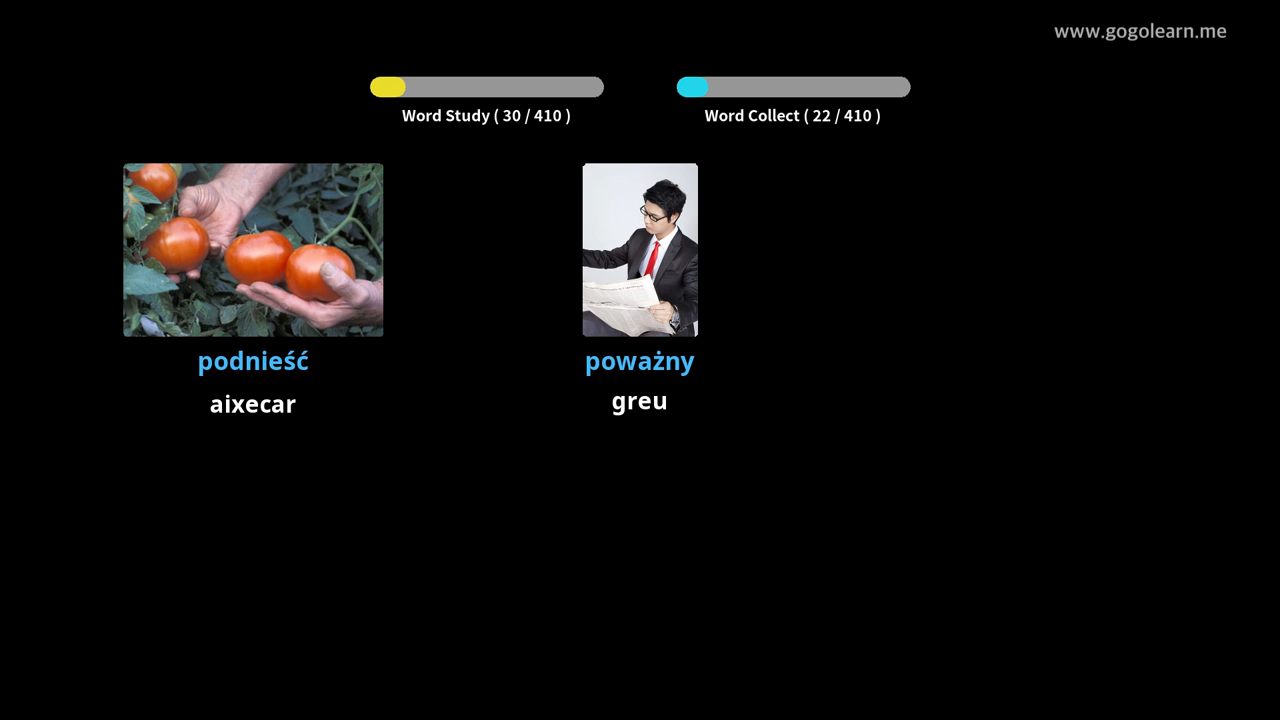 www.gogolearn.me
Word Study ( 30 / 410 )
Word Collect ( 22 / 410 )
podnieść
poważny
aixecar
greu